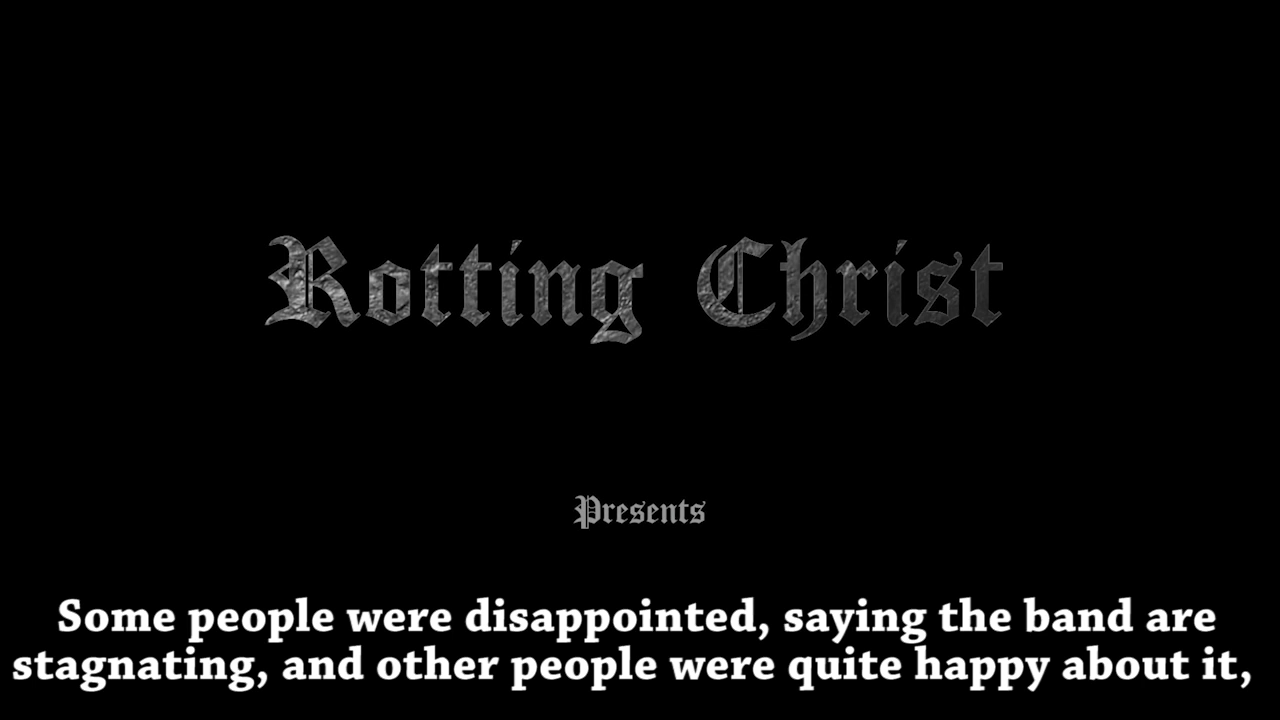 Rotting Christ
Presents
Some people were disappointed, saying the band are
stagnating, and other people were quite happy about it,